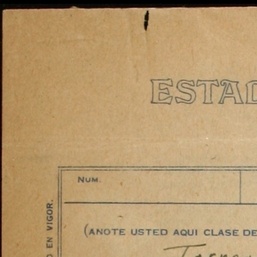 ESTAD
NUM.
(ANOTE USTED AQUI CLASE DE
O EN VIGOR.